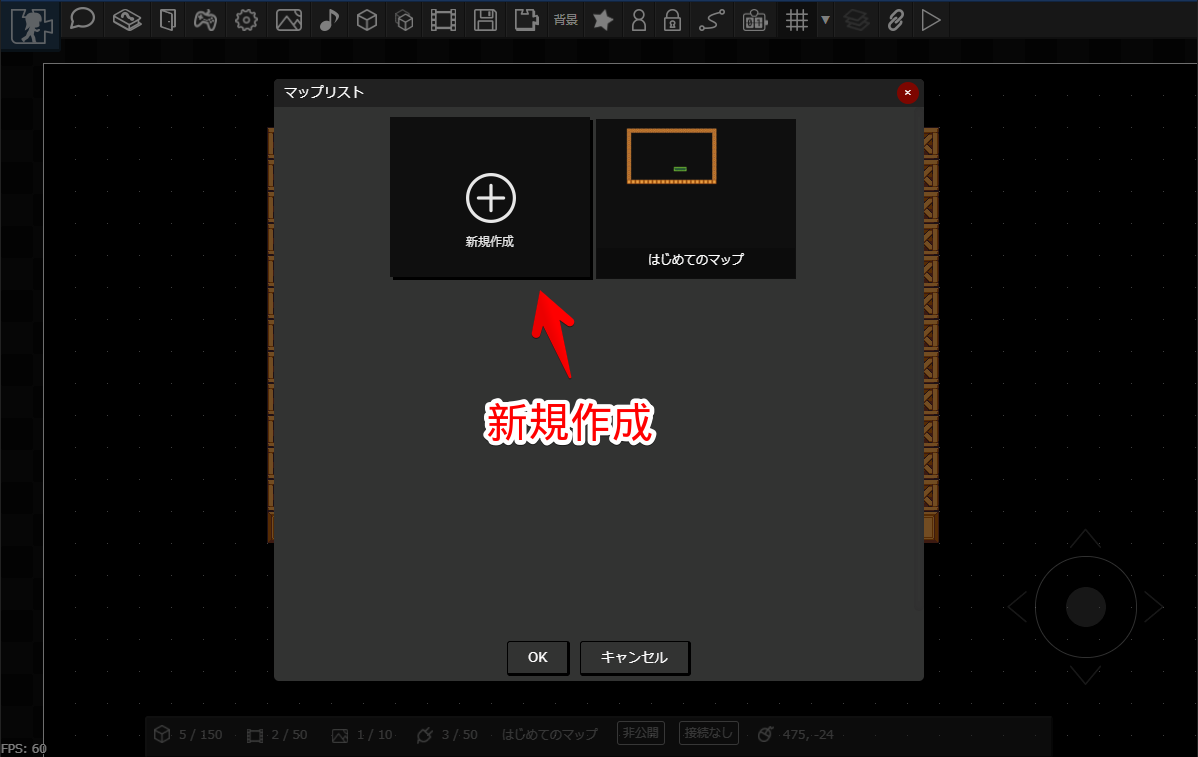 背景
01
マップリスト
新規作成
はじめてのマップ
新規作成
OK キャンセル
5 / 150 2 / 50 1 / 10 3 / 50 はじめてのマップ 非公開 接続なし 475, -24
FPS: 60